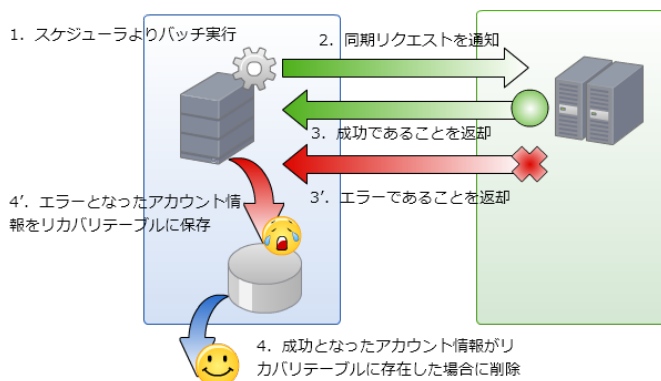 1. スケジューラよりバッチ実行
2. 同期リクエストを通知
3. 成功であることを返却
3’. エラーであることを返却
4’. エラーとなったアカウント情
報をリカバリテーブルに保存
4. 成功となったアカウント情報がリ
カバリテーブルに存在した場合に削除